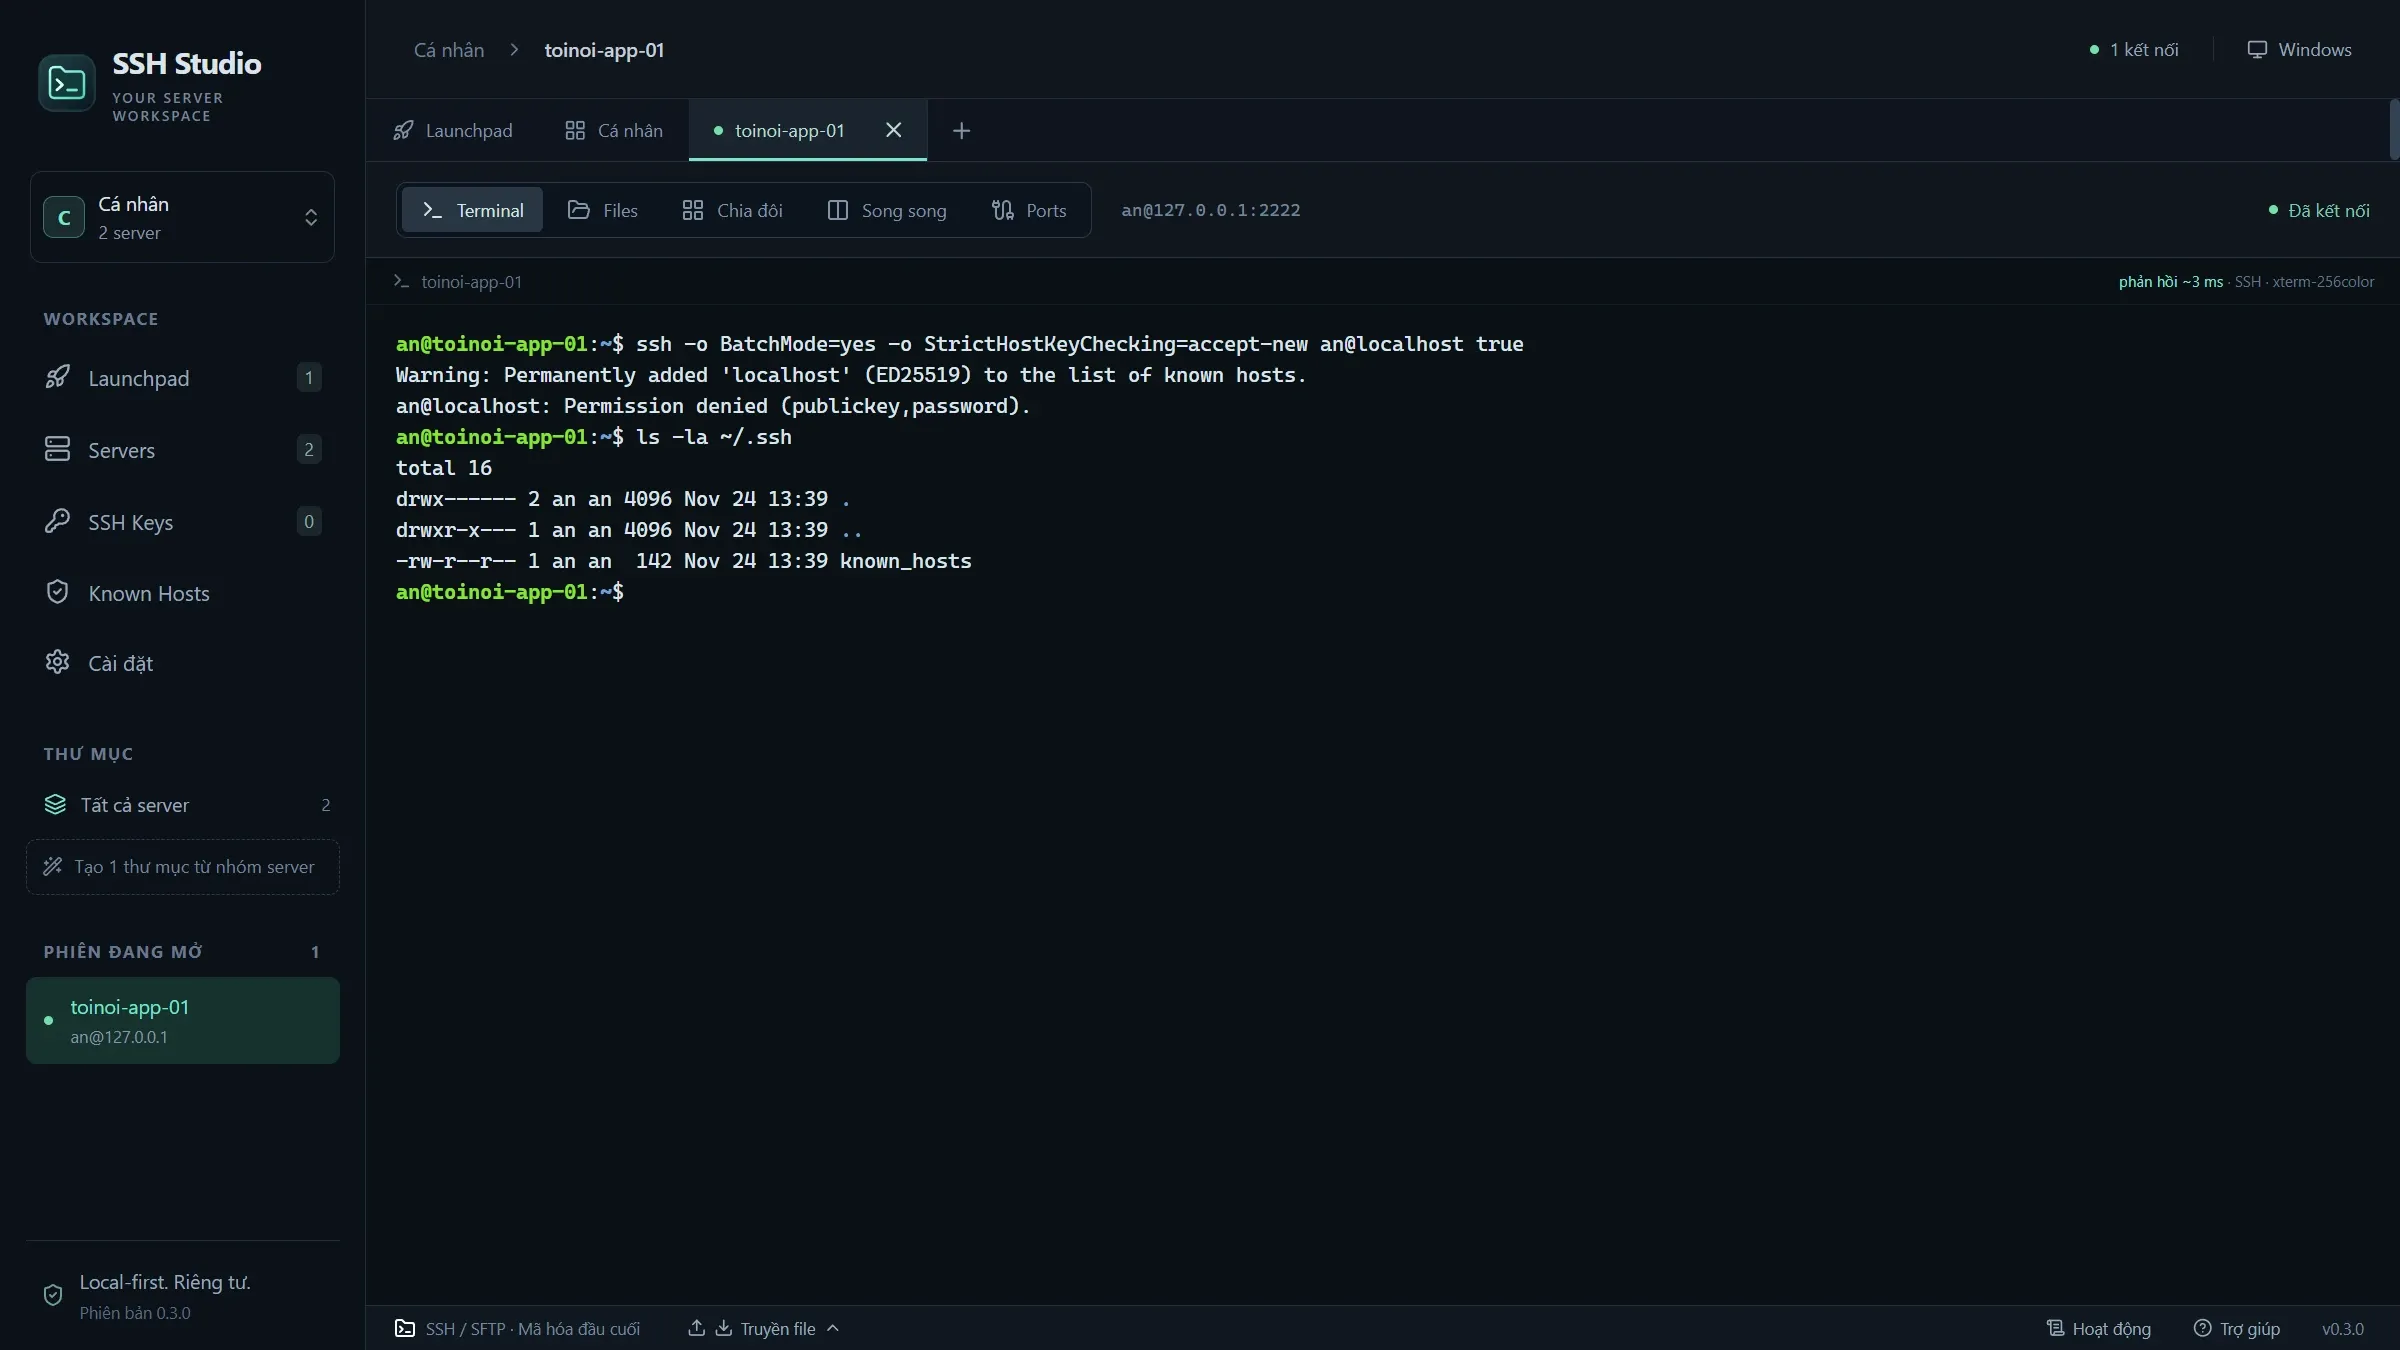 SSH Studio
YOUR SERVER
WORKSPACE
C
Cá nhân
2 server
WORKSPACE
Launchpad 1
Servers 2
SSH Keys 0
Known Hosts
Cài đặt
THƯ MỤC
Tất cả server 2
Tạo 1 thư mục từ nhóm server
PHIÊN ĐANG MỞ 1
toinoi-app-01
an@127.0.0.1
Local-first. Riêng tư.
Phiên bản 0.3.0
Cá nhân > toinoi-app-01
1 kết nối
Windows
Launchpad
Cá nhân
toinoi-app-01
Terminal
Files
Chia đôi
Song song
Ports
an@127.0.0.1:2222
Đã kết nối
toinoi-app-01
phản hồi ~3 ms · SSH · xterm-256color
an@toinoi-app-01:~$ ssh -o BatchMode=yes -o StrictHostKeyChecking=accept-new an@localhost true
Warning: Permanently added 'localhost' (ED25519) to the list of known hosts.
an@localhost: Permission denied (publickey,password).
an@toinoi-app-01:~$ ls -la ~/.ssh
total 16
drwx------ 2 an an 4096 Nov 24 13:39 .
drwxr-x--- 1 an an 4096 Nov 24 13:39 ..
-rw-r--r-- 1 an an  142 Nov 24 13:39 known_hosts
an@toinoi-app-01:~$
SSH / SFTP · Mã hóa đầu cuối
Truyền file
Hoạt động
Trợ giúp
v0.3.0